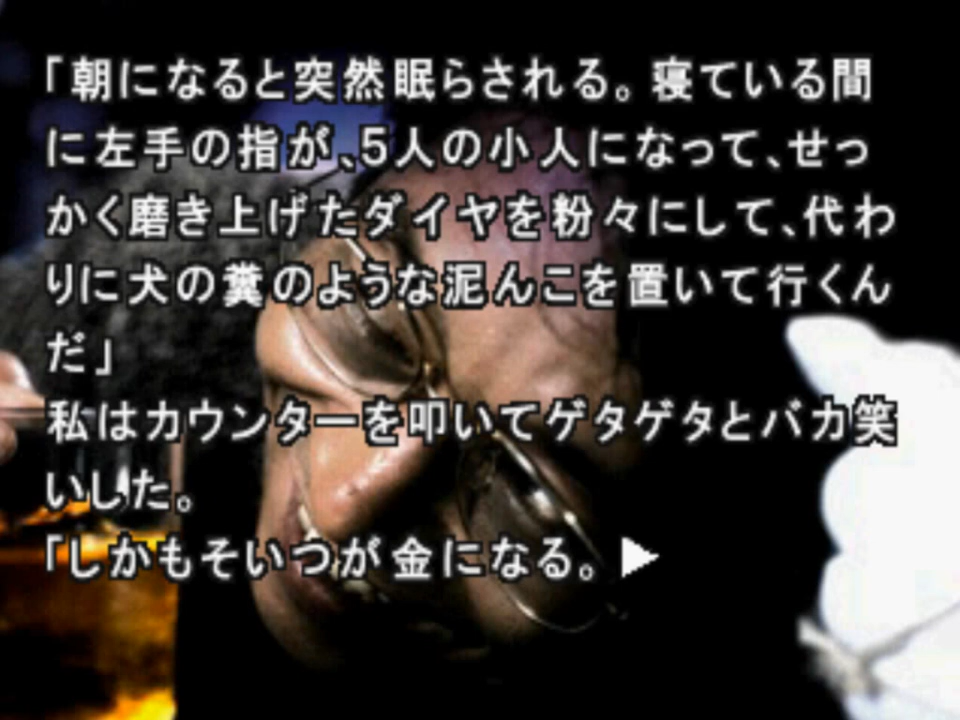 「朝になると突然眠らされる。寝ている間
に左手の指が、5人の小人になって、せっ
かく磨き上げたダイヤを粉々にして、代わ
りに犬の糞のような泥んこを置いて行くん
だ」
私はカウンターを叩いてゲタゲタとバカ笑
いした。
「しかもそいつが金になる。▶